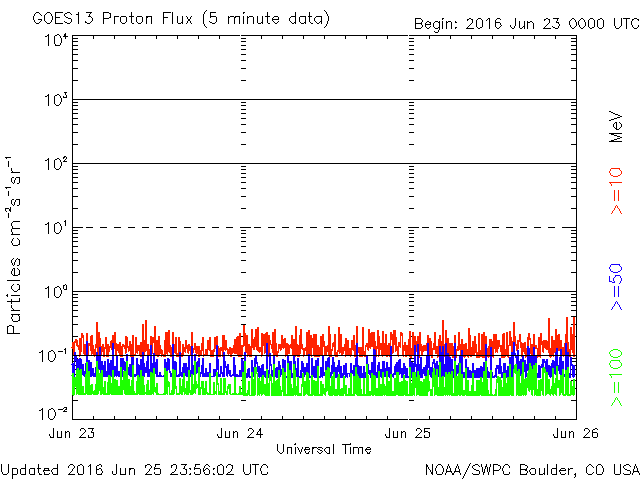 GOES13 Proton Flux (5 minute data)
Begin: 2016 Jun 23 0000 UTC
10⁴
10³
10²
10¹
10⁰
10⁻¹
10⁻²
Particles cm⁻²s⁻¹sr⁻¹
MeV
>=10
>=50
>=100
Jun 23
Jun 24
Jun 25
Jun 26
Universal Time
Updated 2016 Jun 25 23:56:02 UTC
NOAA/SWPC Boulder, CO USA